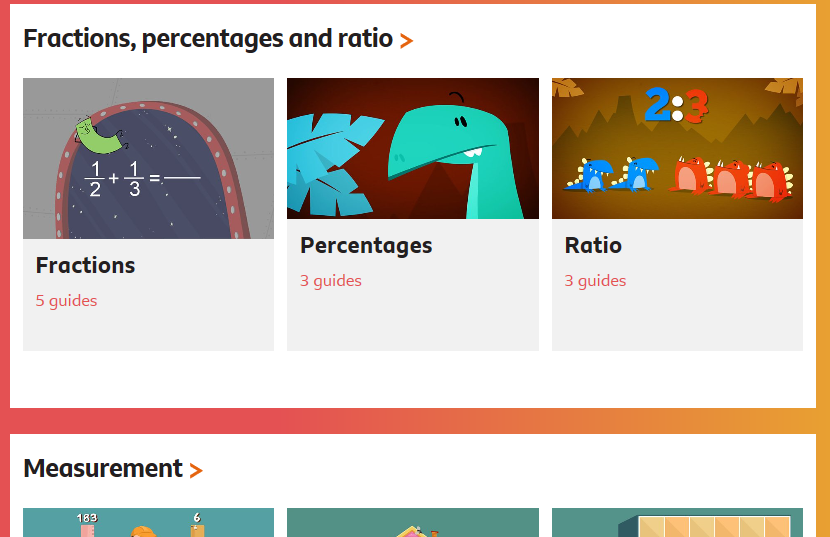 Fractions, percentages and ratio >
1/2 + 1/3 =
2:3
Fractions
5 guides
Percentages
3 guides
Ratio
3 guides
Measurement >
183
6